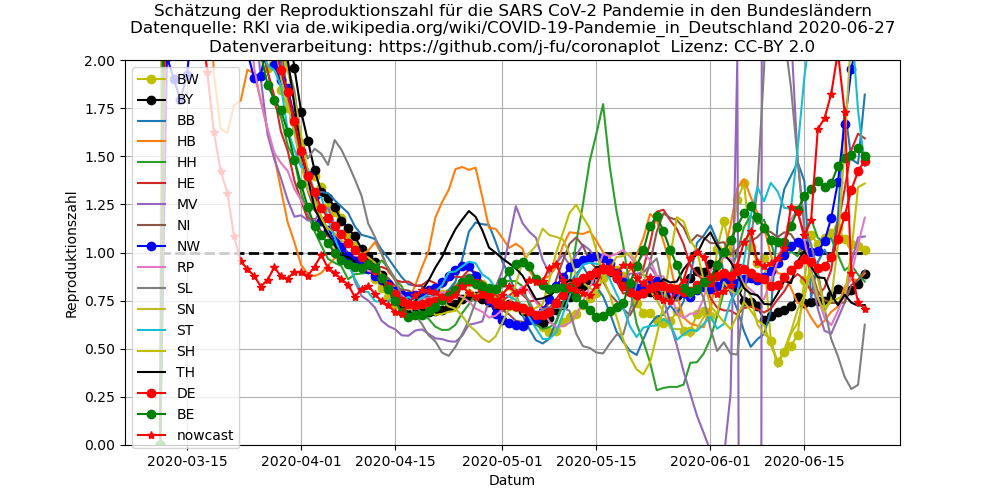 Schätzung der Reproduktionszahl für die SARS CoV-2 Pandemie in den Bundesländern
Datenquelle: RKI via de.wikipedia.org/wiki/COVID-19-Pandemie_in_Deutschland 2020-06-27
Datenverarbeitung: https://github.com/j-fu/coronaplot  Lizenz: CC-BY 2.0
Reproduktionszahl
2.00
1.75
1.50
1.25
1.00
0.75
0.50
0.25
0.00
BW
BY
BB
HB
HH
HE
MV
NI
NW
RP
SL
SN
ST
SH
TH
DE
BE
nowcast
2020-03-15 2020-04-01 2020-04-15 2020-05-01 2020-05-15 2020-06-01 2020-06-15
Datum